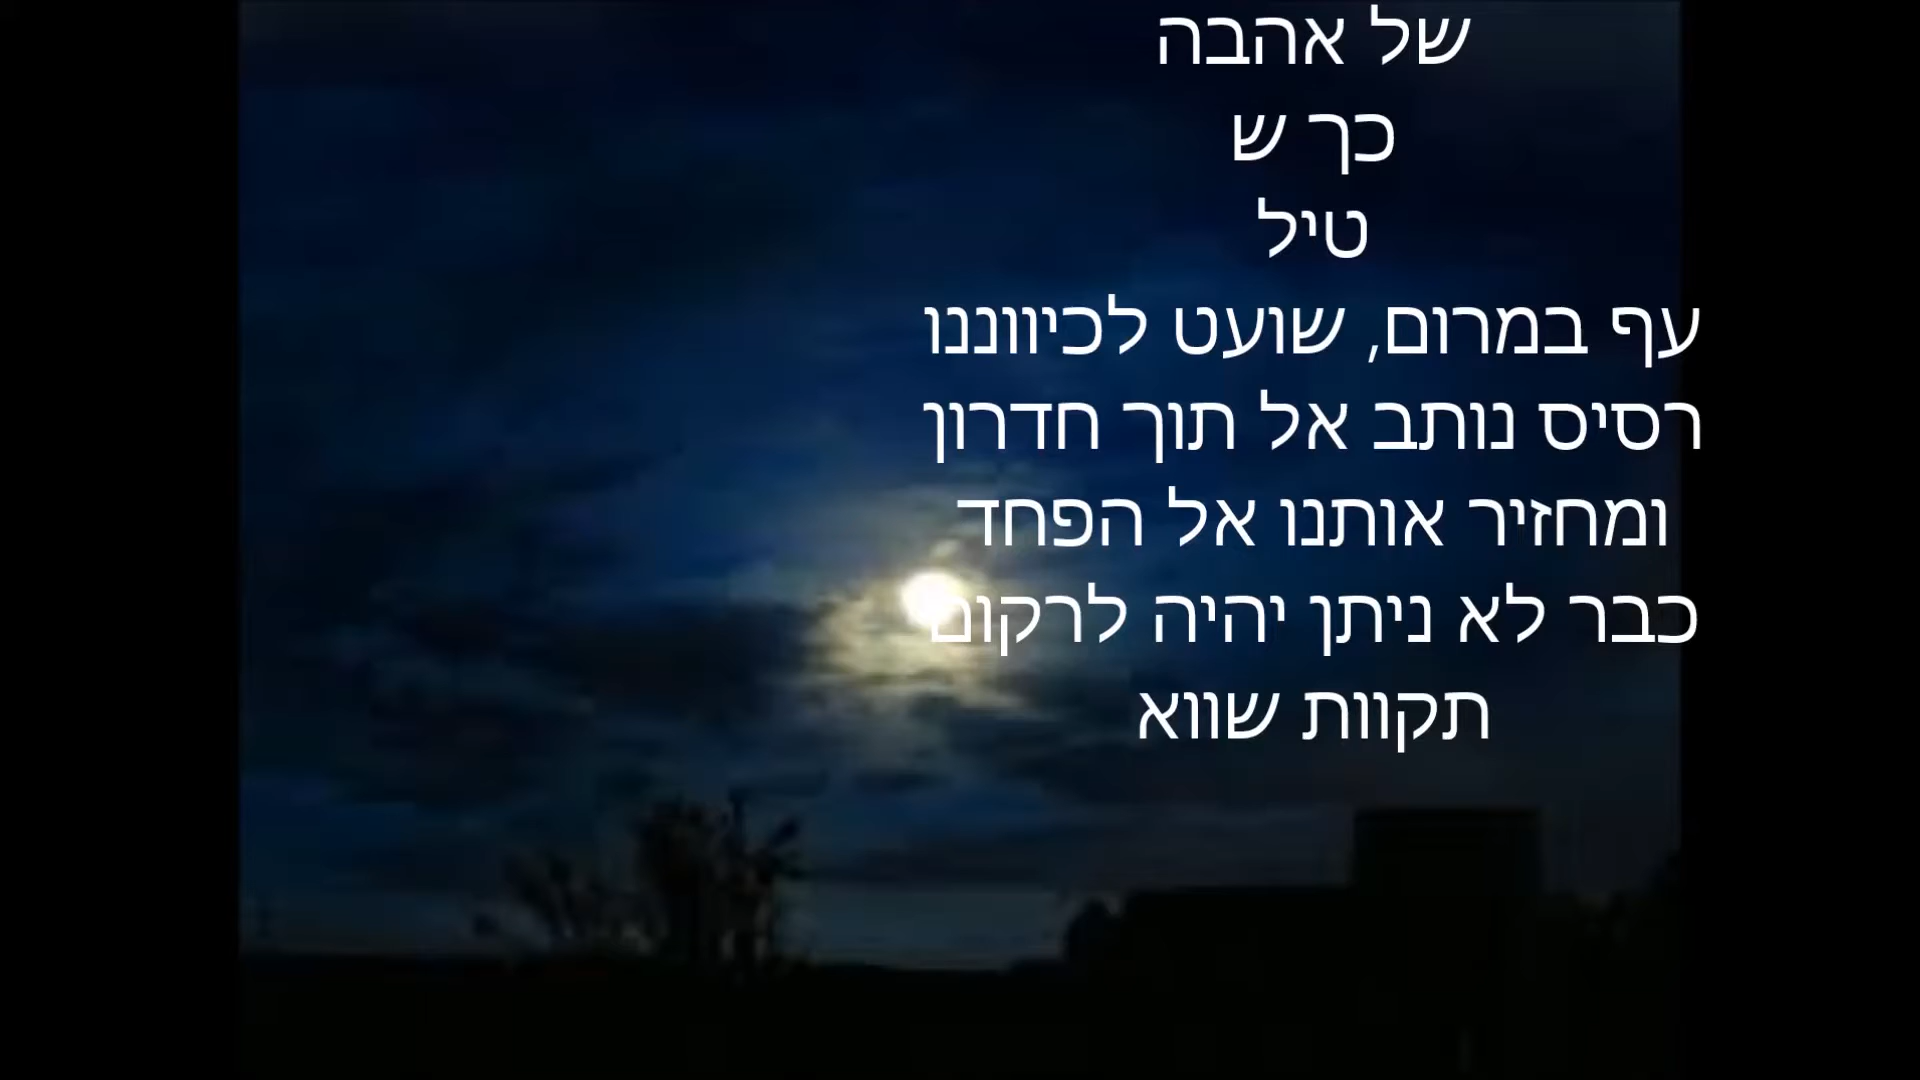 של אהבה
כך ש
טיל
עף במרום, שועט לכיווננו
רסיס נותב אל תוך חדרון
ומחזיר אותנו אל הפחד
כבר לא ניתן יהיה לרקום
תקוות שווא